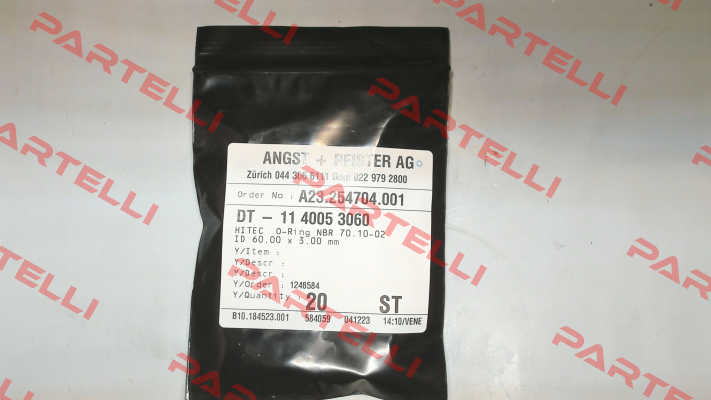 ANGST + PFISTER AG
Zürich 044 306 6111 Genf 022 979 2800
Order No : A23.254704.001
DT - 11 4005 3060
HITEC O-Ring NBR 70.10-02
ID 60.00 x 3.00 mm
Y/Item :
Y/Descr :
Y/Descr :
Y/Order: 1248584
Y/Quantity 20 ST
B10.184523.001 584059 041223 14:10/VENE
PARTELLI
PARTELLI
PARTELLI
PARTELLI
PARTELLI
PARTELLI
PARTELLI
PARTELLI
PARTELLI